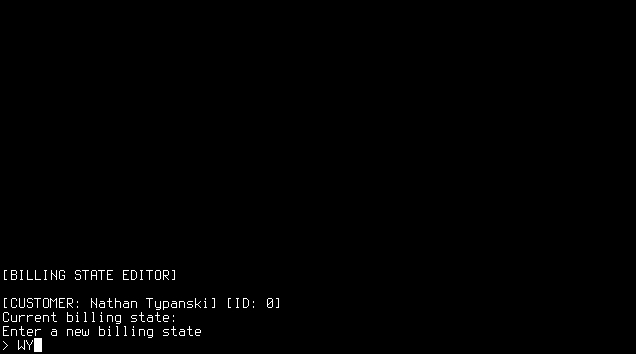 [BILLING STATE EDITOR]
[CUSTOMER: Nathan Typanski] [ID: 0]
Current billing state:
Enter a new billing state
> WY